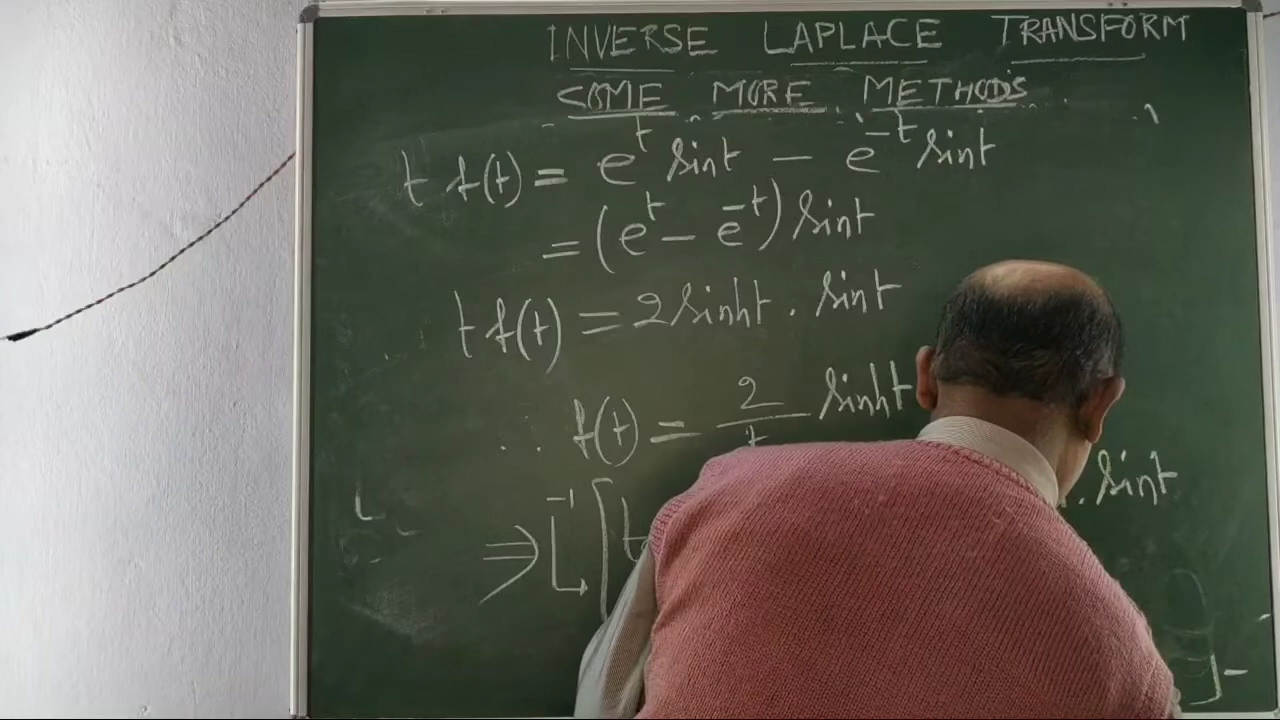 INVERSE LAPLACE TRANSFORM
SOME MORE METHODS
t f(t) = e^t sint − e^-t sint
= (e^t − e^-t) sint
t f(t) = 2 sinht . sint
∴ f(t) = 2/t sinht
⇒ L^-1 [ t . sint